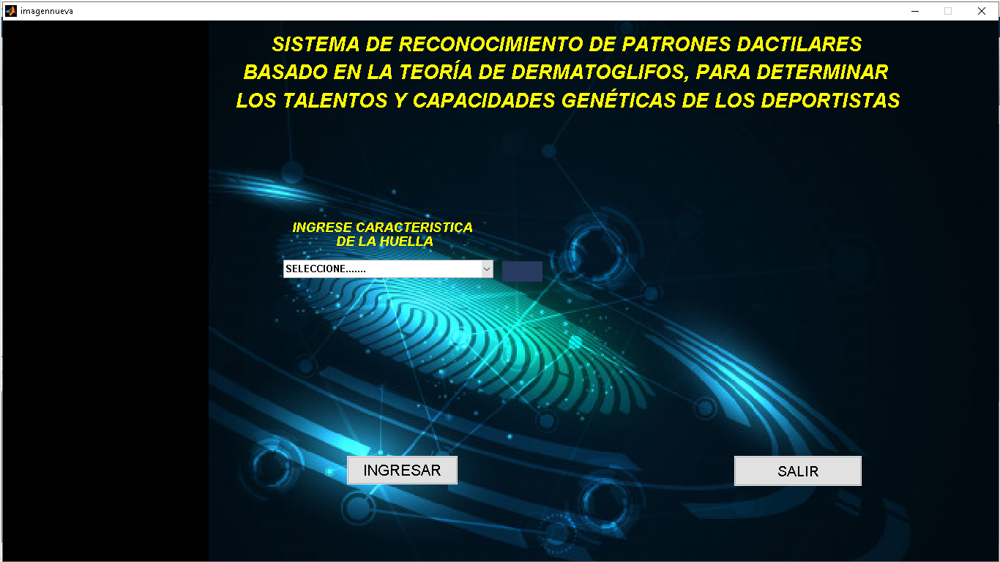 imagennueva
SISTEMA DE RECONOCIMIENTO DE PATRONES DACTILARES
BASADO EN LA TEORÍA DE DERMATOGLIFOS, PARA DETERMINAR
LOS TALENTOS Y CAPACIDADES GENÉTICAS DE LOS DEPORTISTAS
INGRESE CARACTERISTICA
DE LA HUELLA
SELECCIONE.......
INGRESAR
SALIR